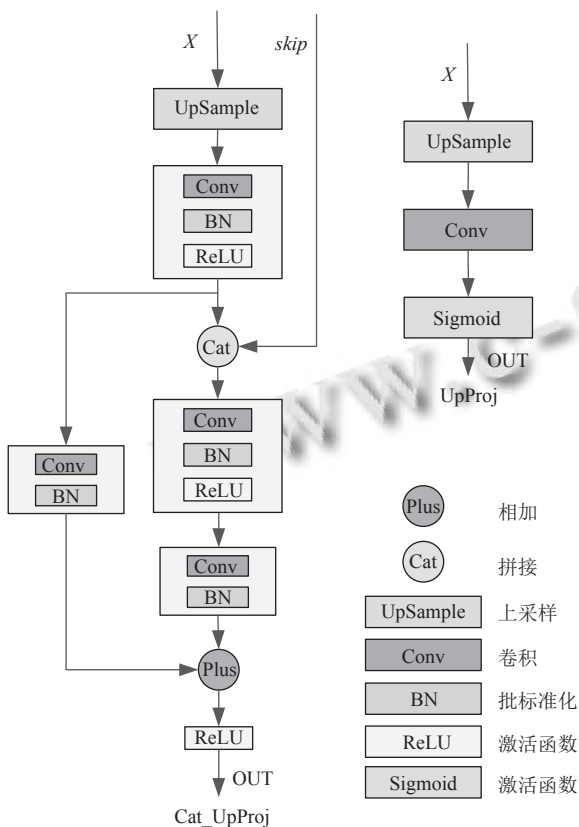 X
skip
UpSample
Conv
BN
ReLU
Cat
Conv
BN
ReLU
Conv
BN
Conv
BN
Plus
ReLU
OUT
Cat_UpProj
X
UpSample
Conv
Sigmoid
OUT
UpProj
Plus 相加
Cat 拼接
UpSample 上采样
Conv 卷积
BN 批标准化
ReLU 激活函数
Sigmoid 激活函数